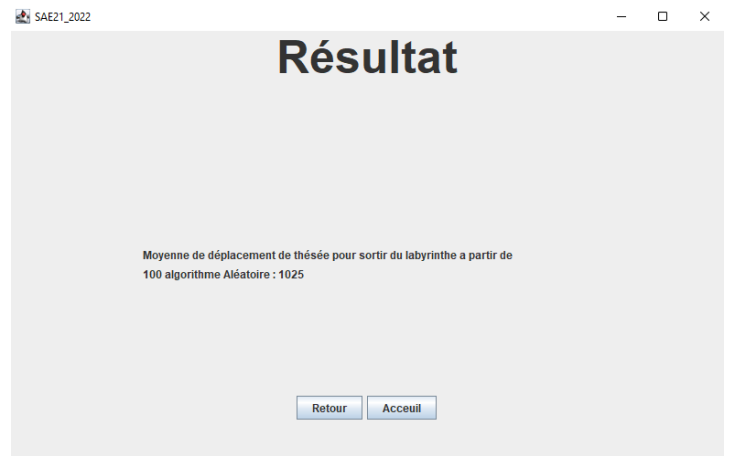 SAE21_2022
Résultat
Moyenne de déplacement de thésée pour sortir du labyrinthe a partir de
100 algorithme Aléatoire : 1025
Retour Acceuil